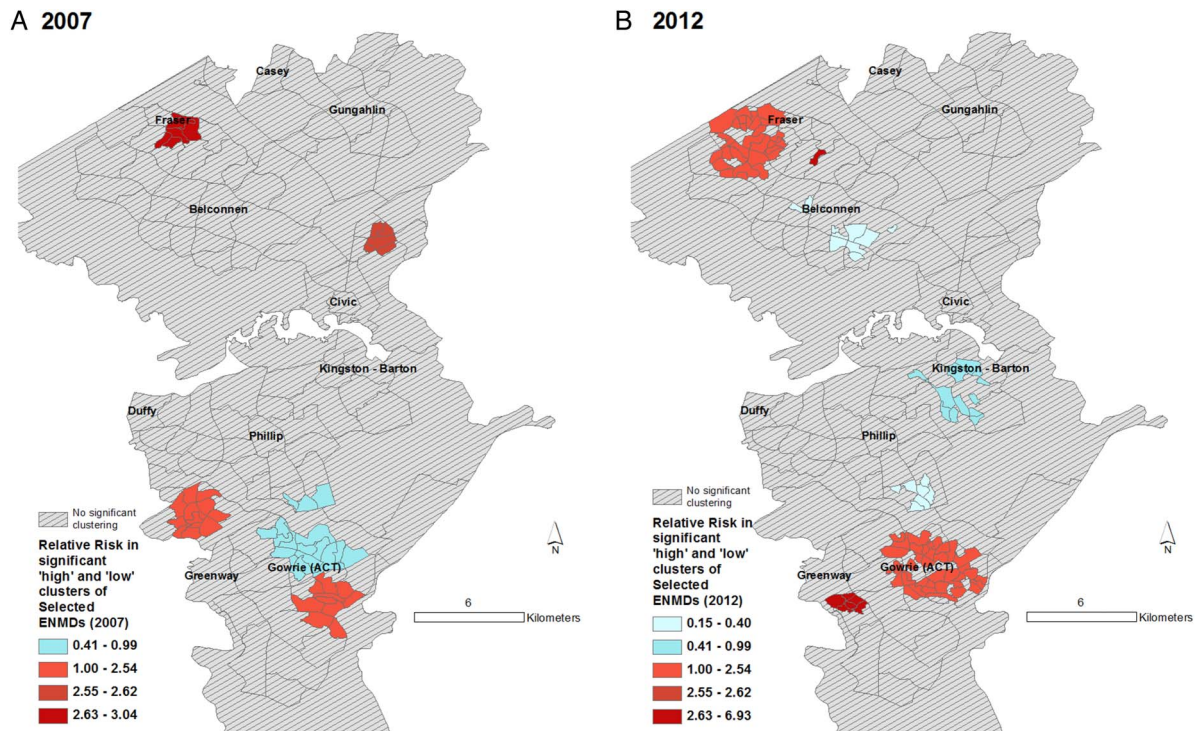 A 2007
Casey
Gungahlin
Fraser
Belconnen
Civic
Kingston - Barton
Duffy
Phillip
No significant
clustering
Relative Risk in
significant
'high' and 'low'
clusters of
Selected
ENMDs (2007)
0.41 - 0.99
1.00 - 2.54
2.55 - 2.62
2.63 - 3.04
Greenway
Gowrie (ACT)
N
6
Kilometers
B 2012
Casey
Gungahlin
Fraser
Belconnen
Civic
Kingston - Barton
Duffy
Phillip
No significant
clustering
Relative Risk in
significant
'high' and 'low'
clusters of
Selected
ENMDs (2012)
0.15 - 0.40
0.41 - 0.99
1.00 - 2.54
2.55 - 2.62
2.63 - 6.93
Greenway
Gowrie (ACT)
N
6
Kilometers